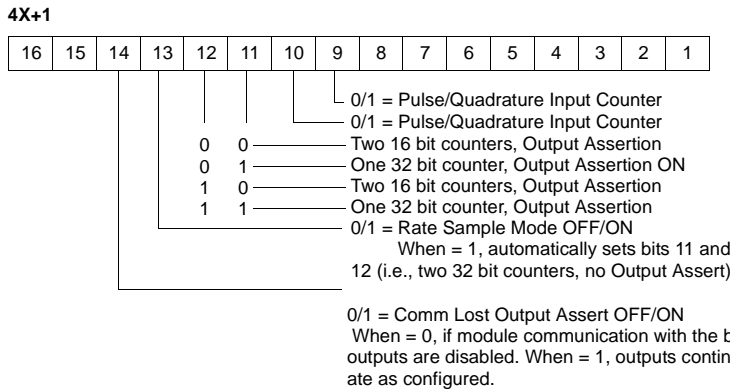 4X+1
16 15 14 13 12 11 10 9 8 7 6 5 4 3 2 1
0/1 = Pulse/Quadrature Input Counter
0/1 = Pulse/Quadrature Input Counter
0 0 Two 16 bit counters, Output Assertion
0 1 One 32 bit counter, Output Assertion ON
1 0 Two 16 bit counters, Output Assertion
1 1 One 32 bit counter, Output Assertion
0/1 = Rate Sample Mode OFF/ON
When = 1, automatically sets bits 11 and
12 (i.e., two 32 bit counters, no Output Assert)
0/1 = Comm Lost Output Assert OFF/ON
When = 0, if module communication with the
outputs are disabled. When = 1, outputs contin
ate as configured.